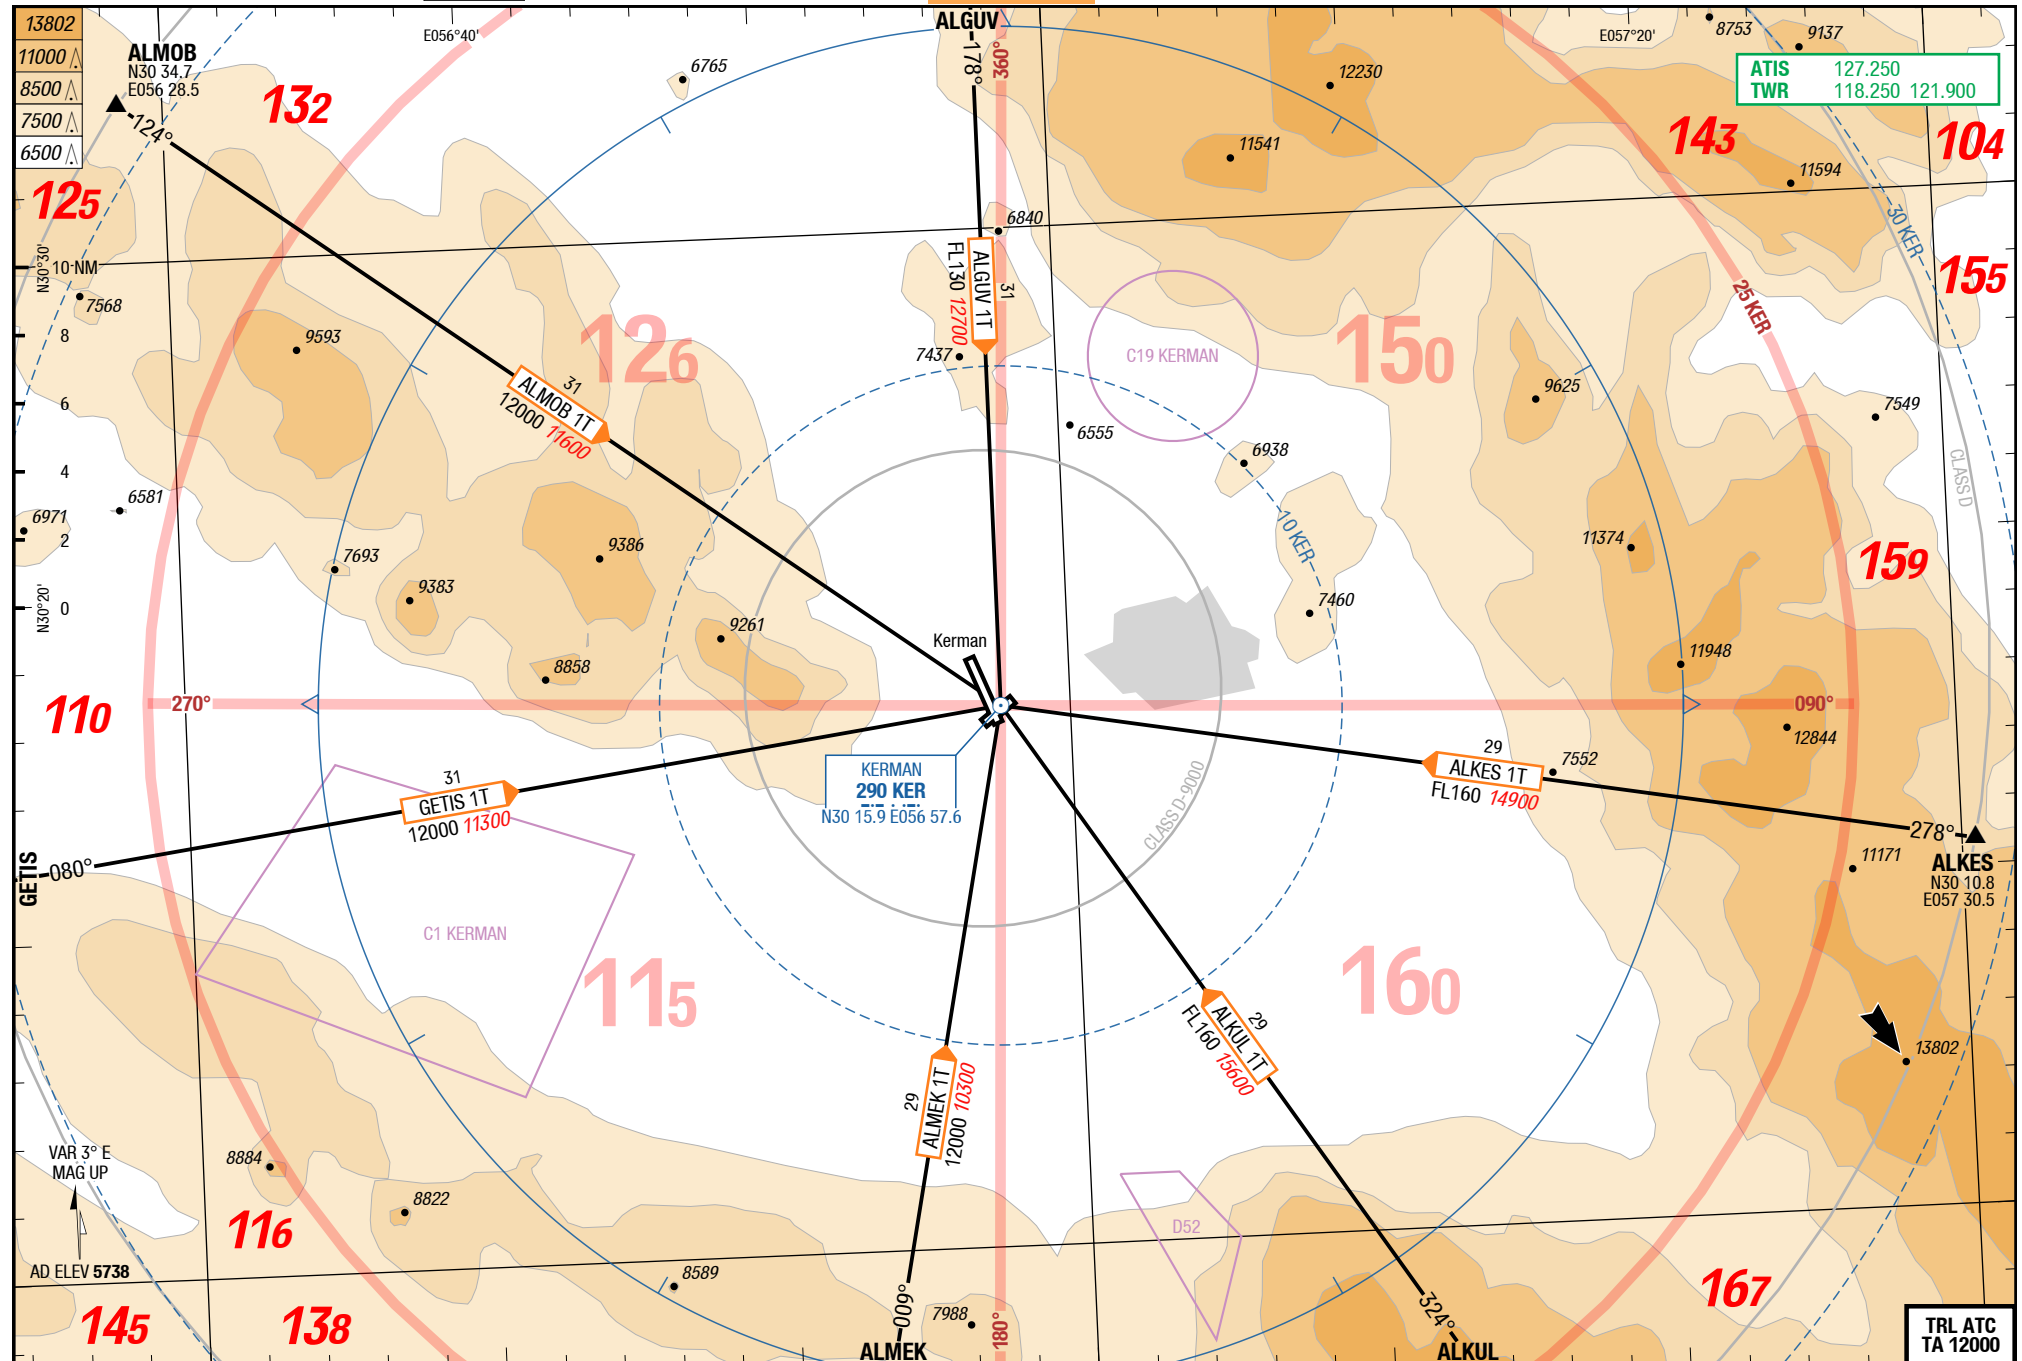 13802
11000
8500
7500
6500
ALMOB
N30 34.7
E056 28.5
124°
E056°40'
ALGUV
178°
360°
E057°20'
8753
9137
ATIS 127.250
TWR 118.250 121.900
132
6765
12230
143
104
125
11541
11594
6840
30 KER
155
N30°30'
10 NM
7568
8
6
4
2
0
N30°20'
9593
126
31
ALMOB 1T
12000 11600
31
ALGUV 1T
FL130 12700
7437
C19 KERMAN
150
25 KER
9625
7549
6555
6938
CLASS D
6581
6971
7693
9386
9383
10 KER
11374
159
7460
9261
8858
Kerman
11948
110
270°
090°
12844
KERMAN
290 KER
N30 15.9 E056 57.6
31
GETIS 1T
12000 11300
29
ALKES 1T
FL160 14900
7552
CLASS D-9000
278°
ALKES
N30 10.8
E057 30.5
11171
GETIS
080°
C1 KERMAN
115
160
29
ALKUL 1T
FL160 15600
13802
29
ALMEK 1T
12000 10300
VAR 3° E
MAG UP
8884
8822
116
D52
AD ELEV 5738
8589
167
145
138
009°
ALMEK
7988
180°
324°
ALKUL
TRL ATC
TA 12000